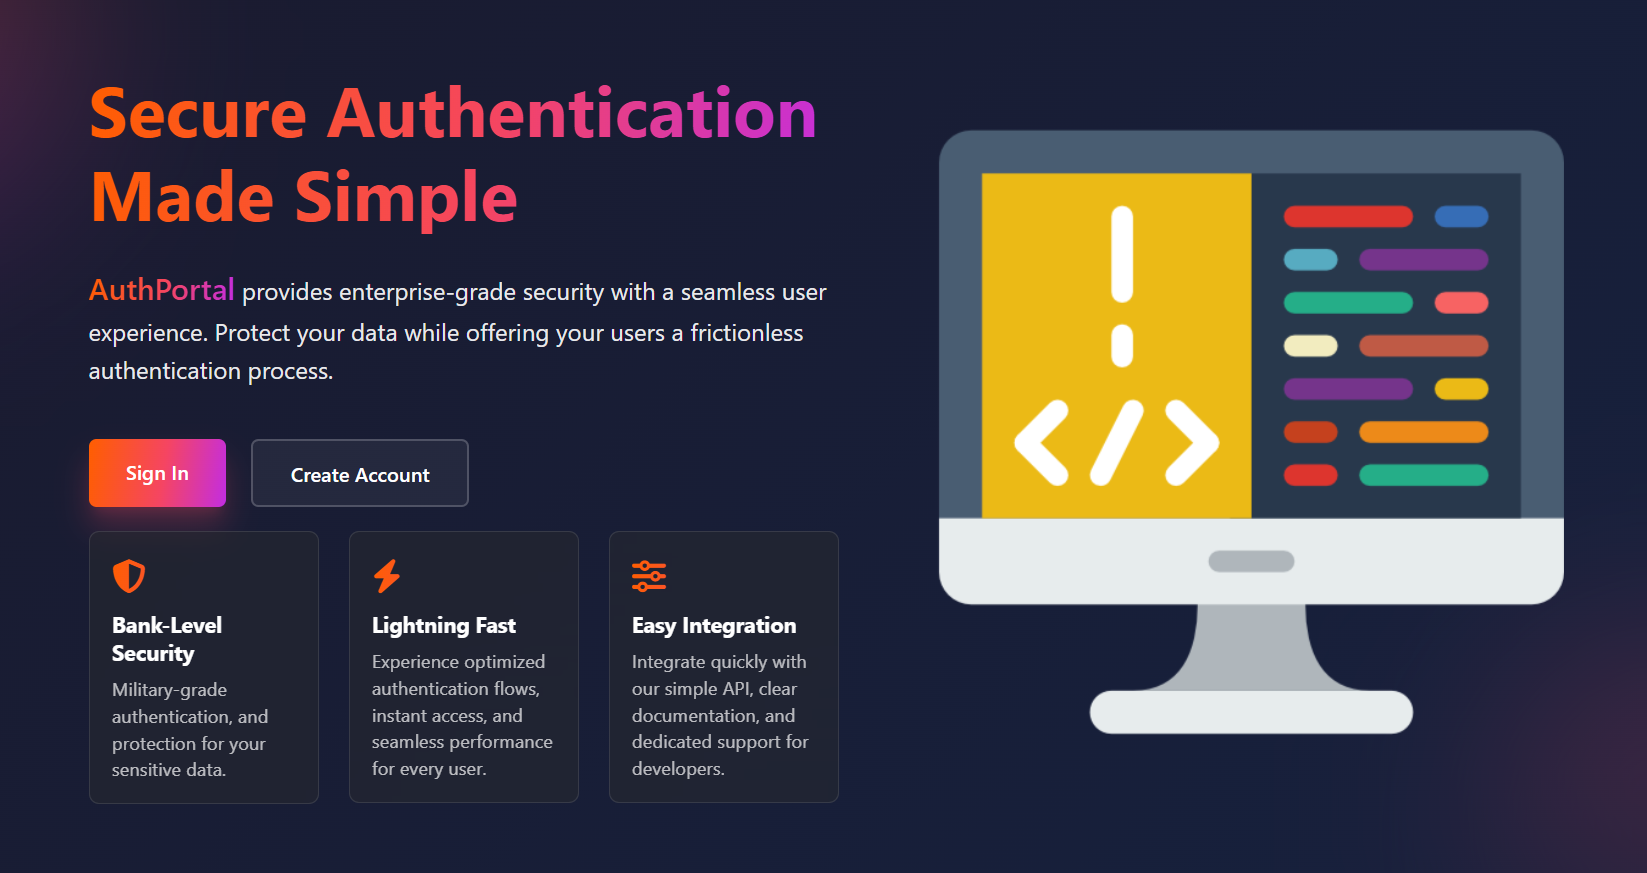 Secure Authentication
Made Simple
AuthPortal provides enterprise-grade security with a seamless user
experience. Protect your data while offering your users a frictionless
authentication process.
Sign In
Create Account
Bank-Level
Security
Military-grade
authentication, and
protection for your
sensitive data.
Lightning Fast
Experience optimized
authentication flows,
instant access, and
seamless performance
for every user.
Easy Integration
Integrate quickly with
our simple API, clear
documentation, and
dedicated support for
developers.